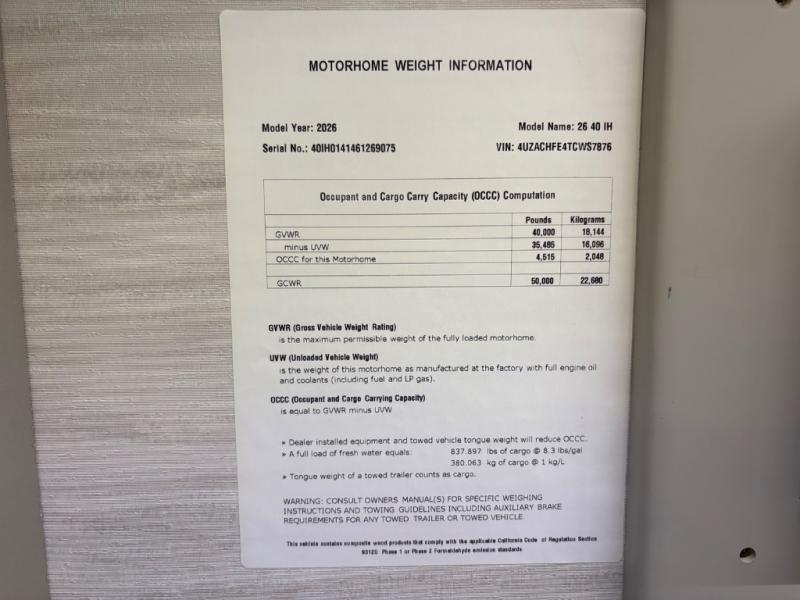 MOTORHOME WEIGHT INFORMATION
Model Year: 2026 Model Name: 26 40 IH
Serial No.: 40IH0141461269075 VIN: 4UZACHFE4TCWS7876
Occupant and Cargo Carry Capacity (OCCC) Computation
Pounds Kilograms
GVWR 40,000 18,144
minus UVW 35,485 16,096
OCCC for this Motorhome 4,515 2,048
GCWR 50,000 22,680
GVWR (Gross Vehicle Weight Rating)
is the maximum permissible weight of the fully loaded motorhome.
UVW (Unloaded Vehicle Weight)
is the weight of this motorhome as manufactured at the factory with full engine oil
and coolants (including fuel and LP gas).
OCCC (Occupant and Cargo Carrying Capacity)
is equal to GVWR minus UVW
» Dealer installed equipment and towed vehicle tongue weight will reduce OCCC.
» A full load of fresh water equals: 837.897 lbs of cargo @ 8.3 lbs/gal
380.063 kg of cargo @ 1 kg/L
» Tongue weight of a towed trailer counts as cargo.
WARNING: CONSULT OWNERS MANUAL(S) FOR SPECIFIC WEIGHING
INSTRUCTIONS AND TOWING GUIDELINES INCLUDING AUXILIARY BRAKE
REQUIREMENTS FOR ANY TOWED TRAILER OR TOWED VEHICLE.
This vehicle contains composite wood products that comply with the applicable California Code of Regulation Section
93120 Phase 1 or Phase 2 Formaldehyde emission standards